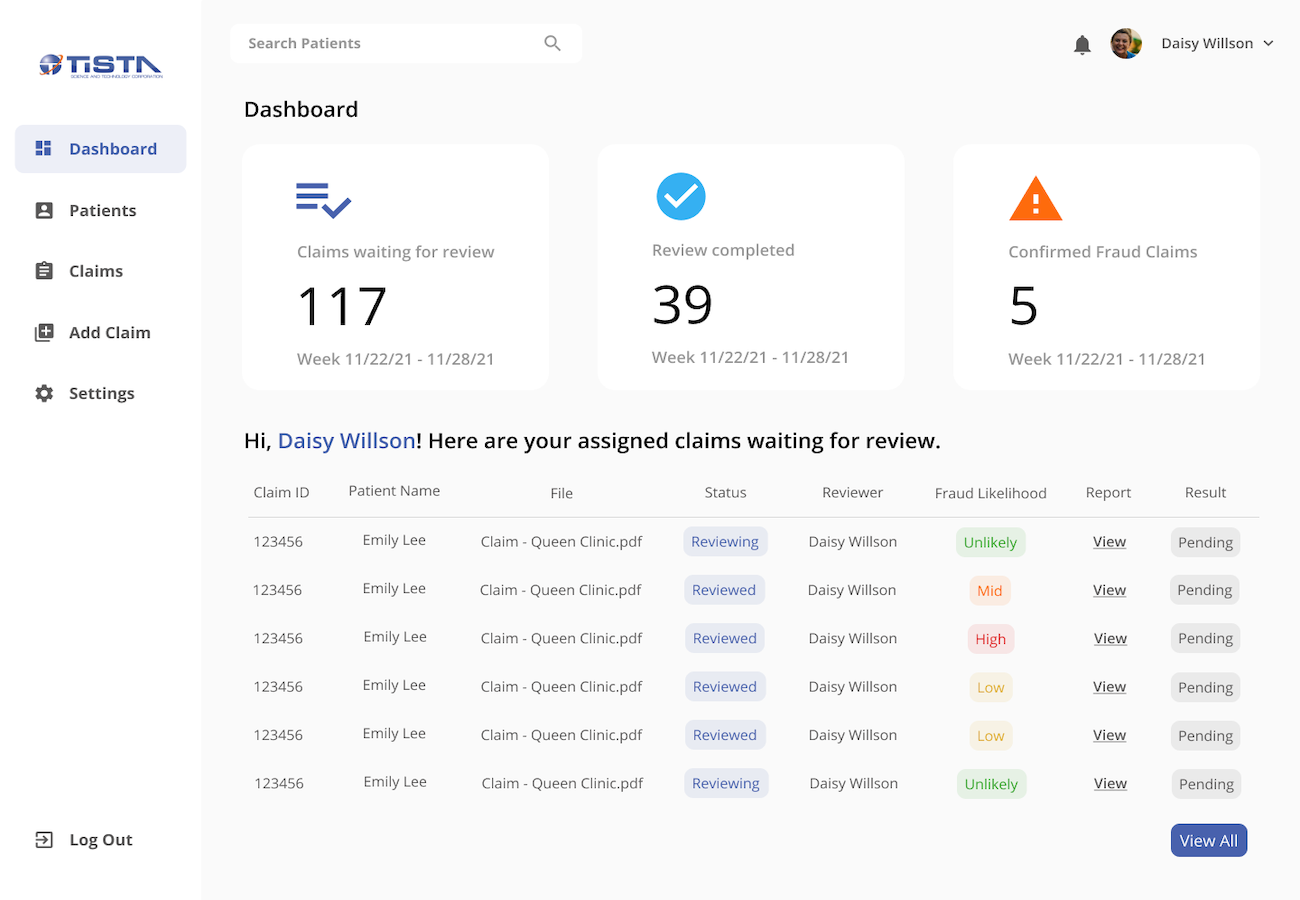 TiSTA
SCIENCE AND TECHNOLOGY CORPORATION
Search Patients
Daisy Willson
Dashboard
Patients
Claims
Add Claim
Settings
Log Out
Dashboard
Claims waiting for review
117
Week 11/22/21 - 11/28/21
Review completed
39
Week 11/22/21 - 11/28/21
Confirmed Fraud Claims
5
Week 11/22/21 - 11/28/21
Hi, Daisy Willson! Here are your assigned claims waiting for review.
Claim ID Patient Name File Status Reviewer Fraud Likelihood Report Result
123456 Emily Lee Claim - Queen Clinic.pdf Reviewing Daisy Willson Unlikely View Pending
123456 Emily Lee Claim - Queen Clinic.pdf Reviewed Daisy Willson Mid View Pending
123456 Emily Lee Claim - Queen Clinic.pdf Reviewed Daisy Willson High View Pending
123456 Emily Lee Claim - Queen Clinic.pdf Reviewed Daisy Willson Low View Pending
123456 Emily Lee Claim - Queen Clinic.pdf Reviewed Daisy Willson Low View Pending
123456 Emily Lee Claim - Queen Clinic.pdf Reviewing Daisy Willson Unlikely View Pending
View All